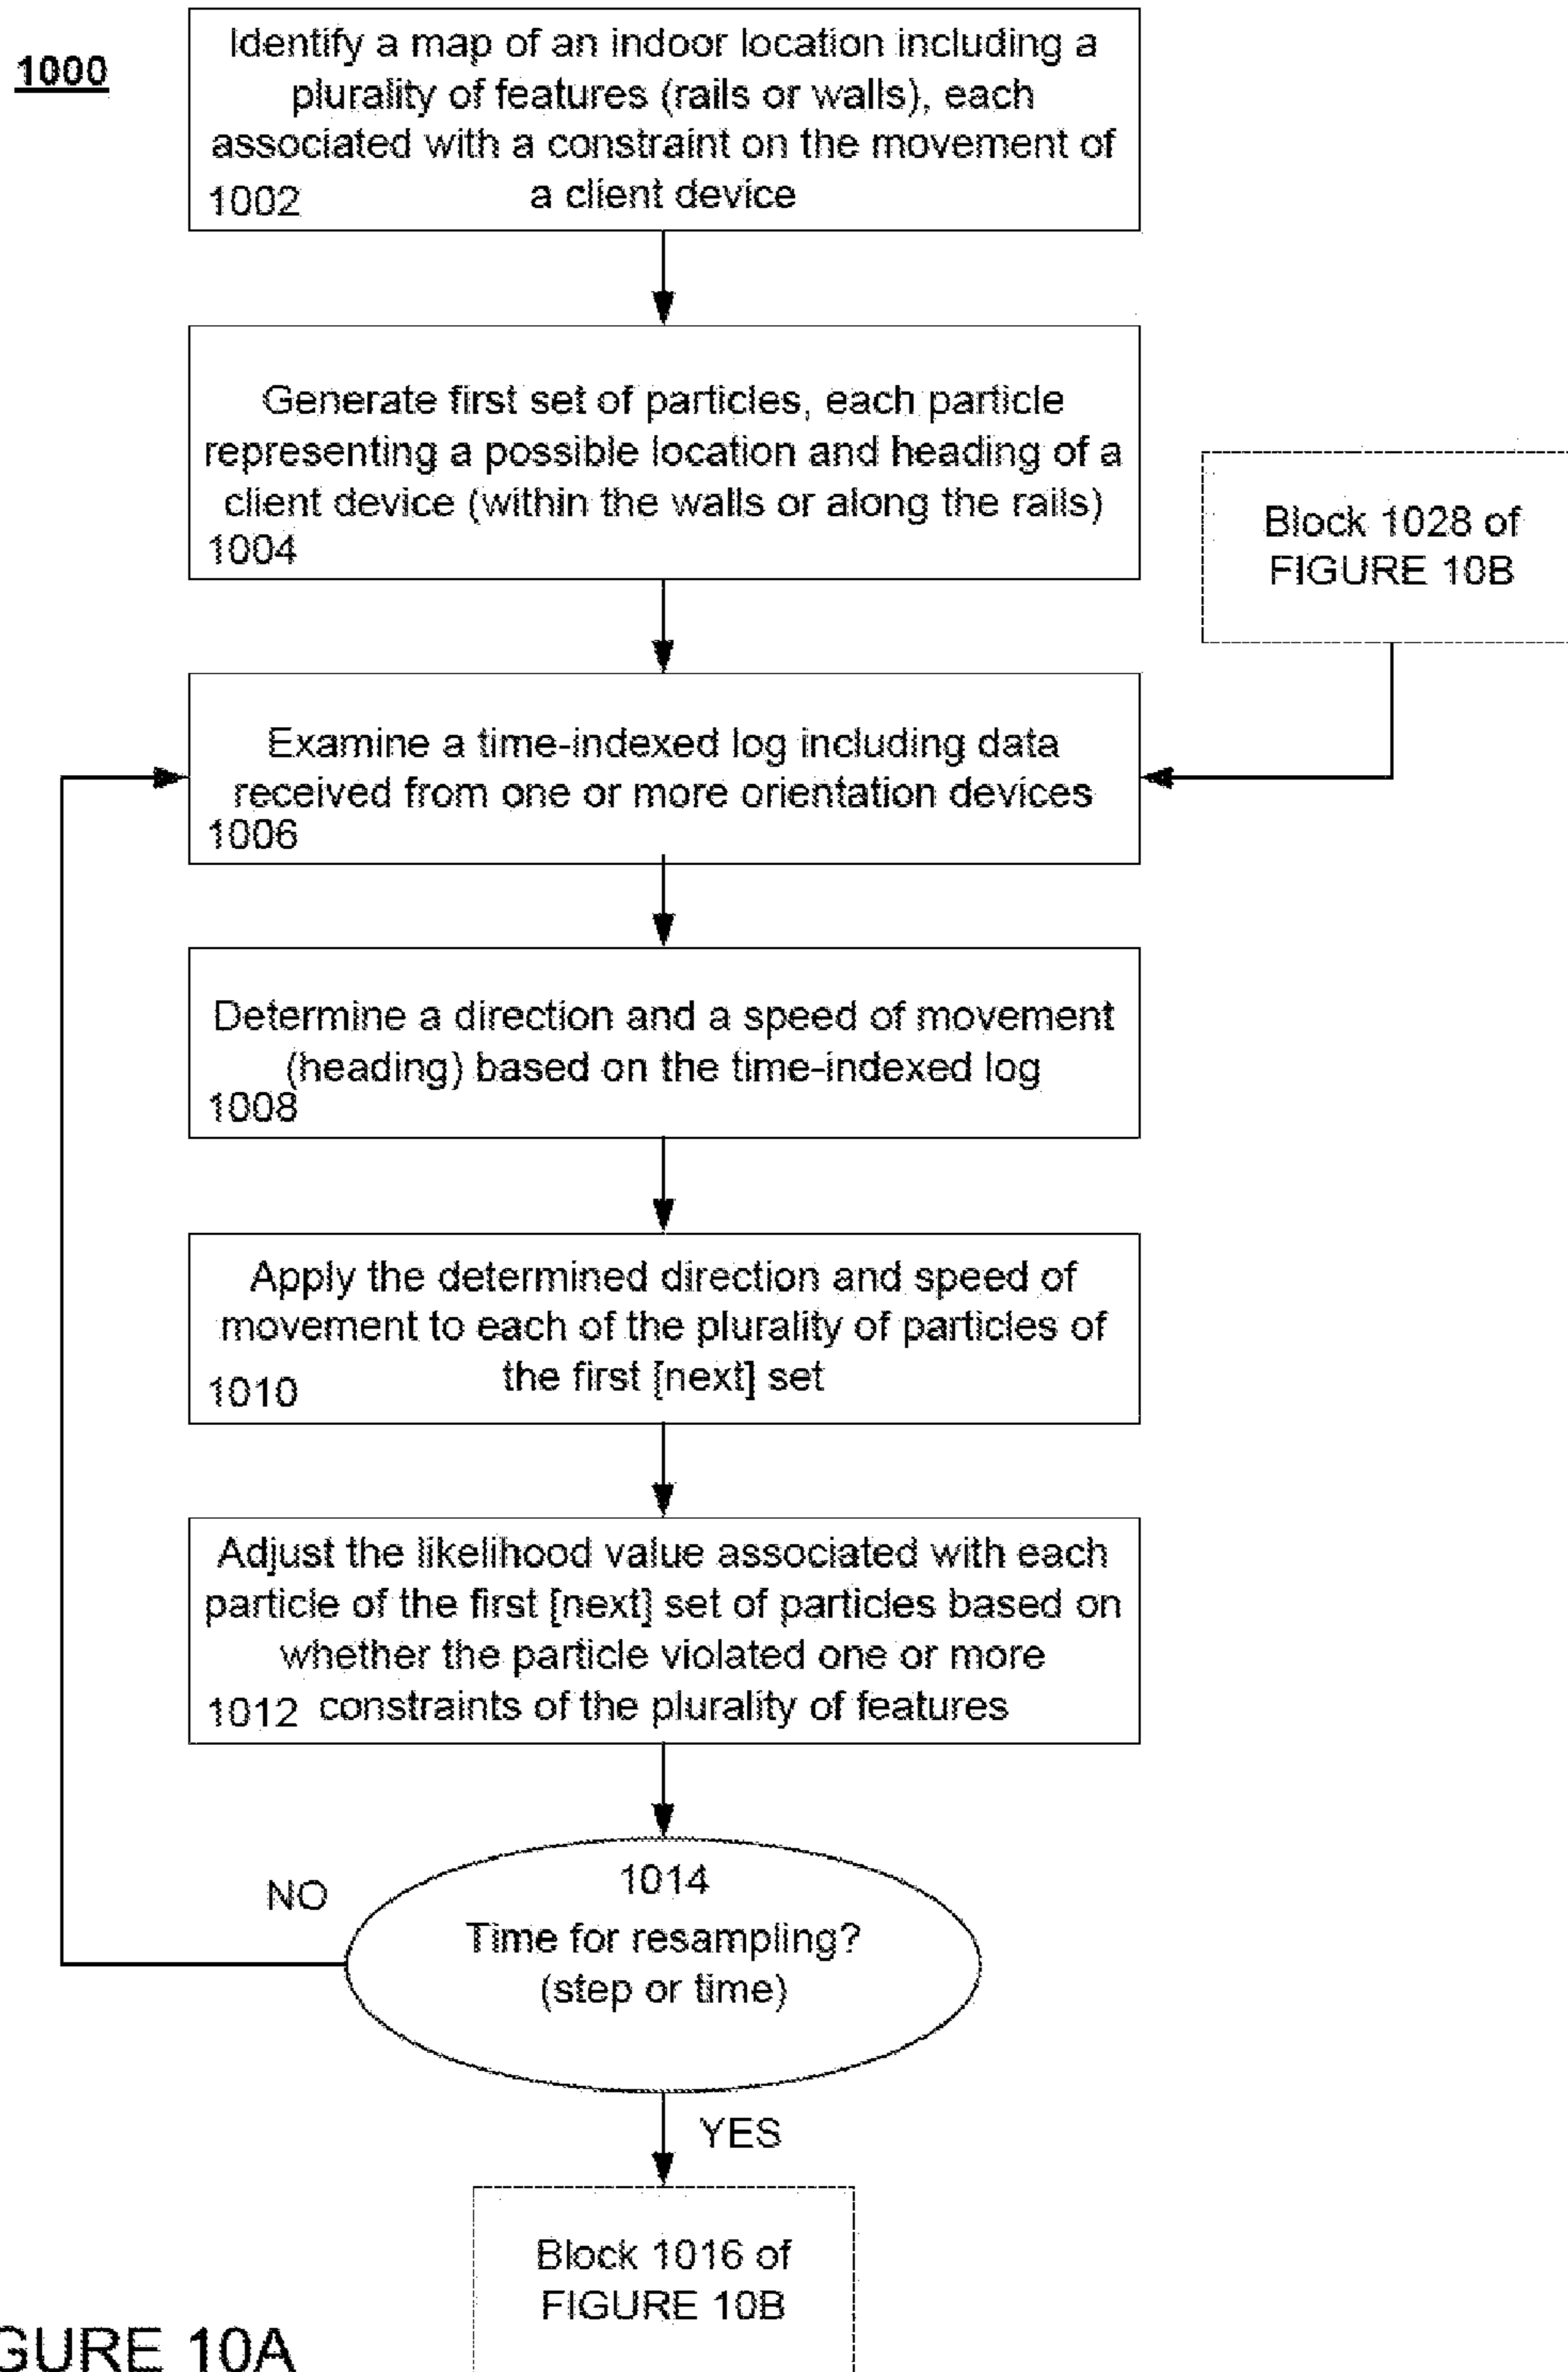 1000
Identify a map of an indoor location including a
plurality of features (rails or walls), each
associated with a constraint on the movement of
a client device
1002
Generate first set of particles, each particle
representing a possible location and heading of a
client device (within the walls or along the rails)
1004
Block 1028 of
FIGURE 10B
Examine a time-indexed log including data
received from one or more orientation devices
1006
Determine a direction and a speed of movement
(heading) based on the time-indexed log
1008
Apply the determined direction and speed of
movement to each of the plurality of particles of
the first [next] set
1010
Adjust the likelihood value associated with each
particle of the first [next] set of particles based on
whether the particle violated one or more
1012 constraints of the plurality of features
1014
NO
Time for resampling?
(step or time)
YES
Block 1016 of
FIGURE 10B
GURE 10A